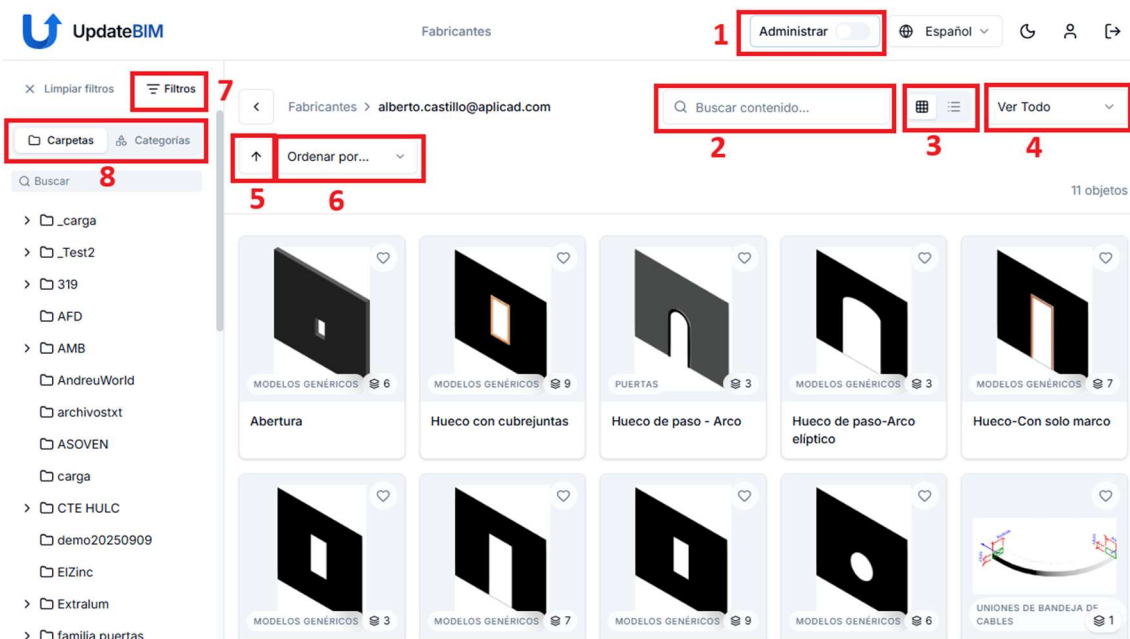 UpdateBIM
Fabricantes
1
Administrar
Español
Limpiar filtros
Filtros
7
Fabricantes > alberto.castillo@aplicad.com
Buscar contenido...
2
3
Ver Todo
4
Carpetas
Categorías
8
Ordenar por...
5
6
Buscar
11 objetos
_carga
_Test2
319
AFD
AMB
AndreuWorld
archivostxt
ASOVEN
carga
CTE HULC
demo20250909
ElZinc
Extralum
familia puertas
MODELOS GENÉRICOS 6
Abertura
MODELOS GENÉRICOS 9
Hueco con cubrejuntas
PUERTAS 3
Hueco de paso - Arco
MODELOS GENÉRICOS 3
Hueco de paso-Arco
elíptico
MODELOS GENÉRICOS 7
Hueco-Con solo marco
MODELOS GENÉRICOS 3
MODELOS GENÉRICOS 7
MODELOS GENÉRICOS 9
MODELOS GENÉRICOS 6
UNIONES DE BANDEJA DE
CABLES 1